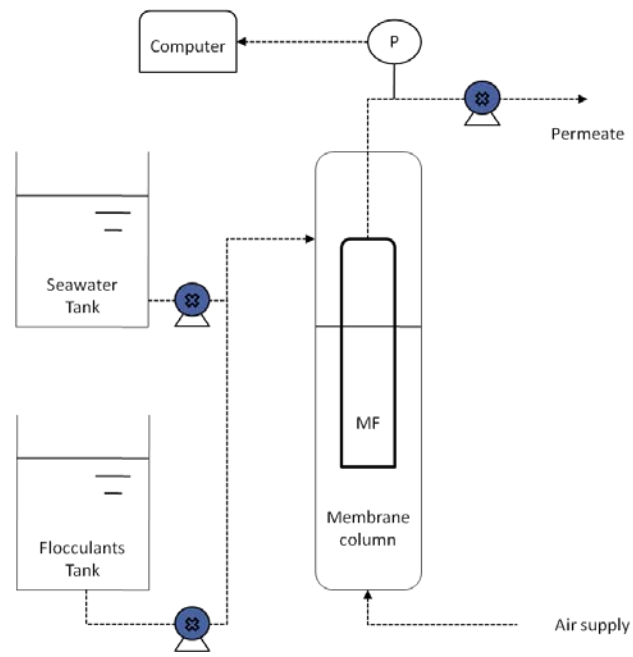 Computer
P
Permeate
Seawater
Tank
MF
Membrane
column
Flocculants
Tank
Air supply